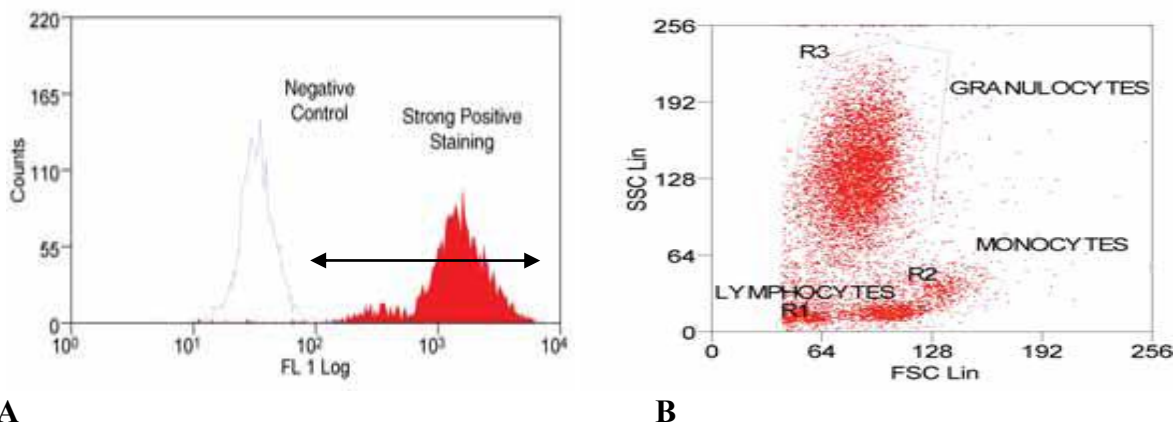 220
165
110
55
0
Counts
Negative
Control
Strong Positive
Staining
10⁰
10¹
10²
10³
10⁴
FL 1 Log
A
256
192
128
64
0
SSC Lin
R3
GRANULOCYTES
MONOCYTES
R2
LYMPHOCYTES
R1
0
64
128
192
256
FSC Lin
B